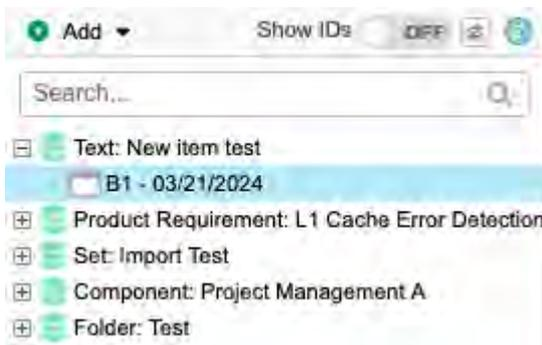 Add Show IDs OFF
Search...
Text: New item test
B1 - 03/21/2024
Product Requirement: L1 Cache Error Detection
Set: Import Test
Component: Project Management A
Folder: Test